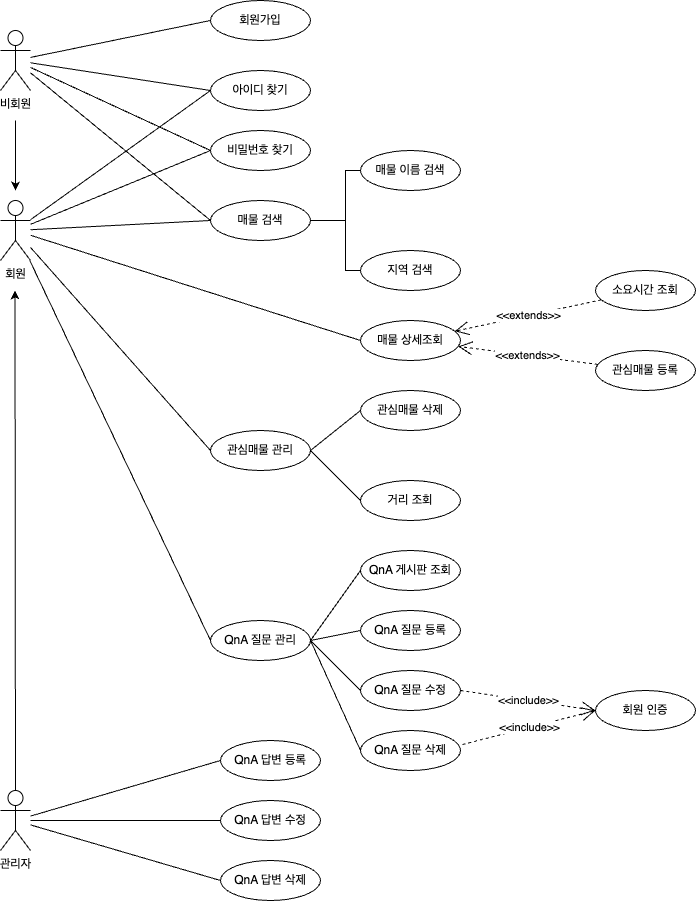 회원가입
비회원
아이디 찾기
비밀번호 찾기
매물 이름 검색
매물 검색
회원
지역 검색
소요시간 조회
<<extends>>
매물 상세조회
<<extends>>
관심매물 등록
관심매물 삭제
관심매물 관리
거리 조회
QnA 게시판 조회
QnA 질문 등록
QnA 질문 관리
QnA 질문 수정
<<include>>
회원 인증
<<include>>
QnA 질문 삭제
QnA 답변 등록
QnA 답변 수정
관리자
QnA 답변 삭제